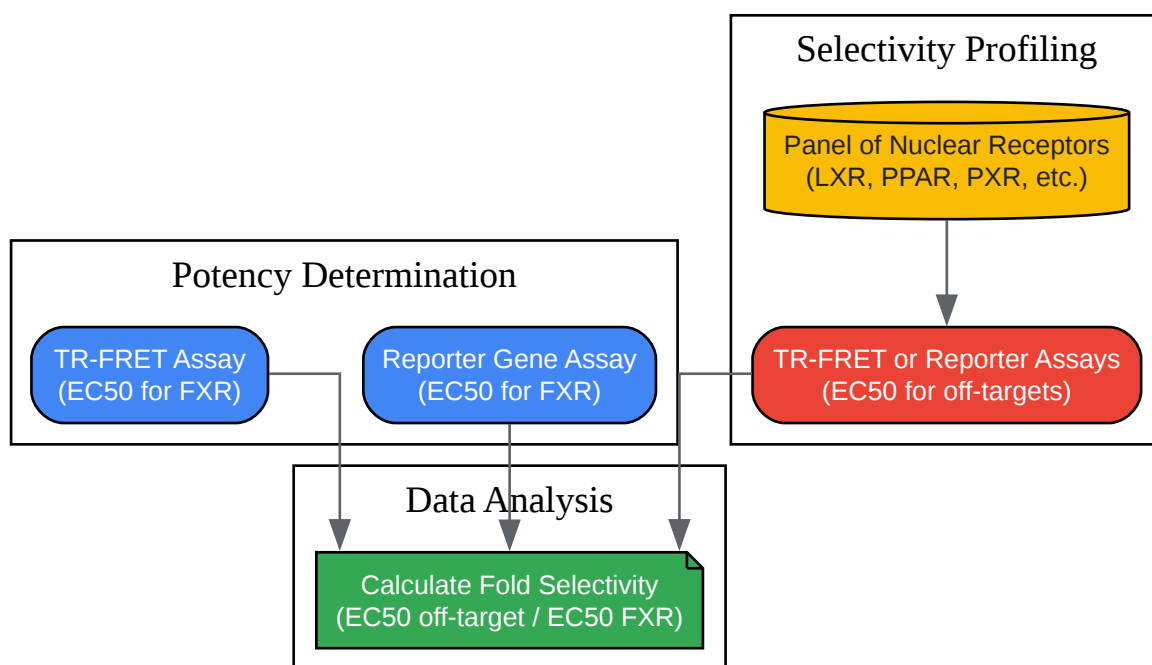 Selectivity Profiling
Panel of Nuclear Receptors
(LXR, PPAR, PXR, etc.)
Potency Determination
TR-FRET Assay
(EC50 for FXR)
Reporter Gene Assay
(EC50 for FXR)
TR-FRET or Reporter Assays
(EC50 for off-targets)
Data Analysis
Calculate Fold Selectivity
(EC50 off-target / EC50 FXR)